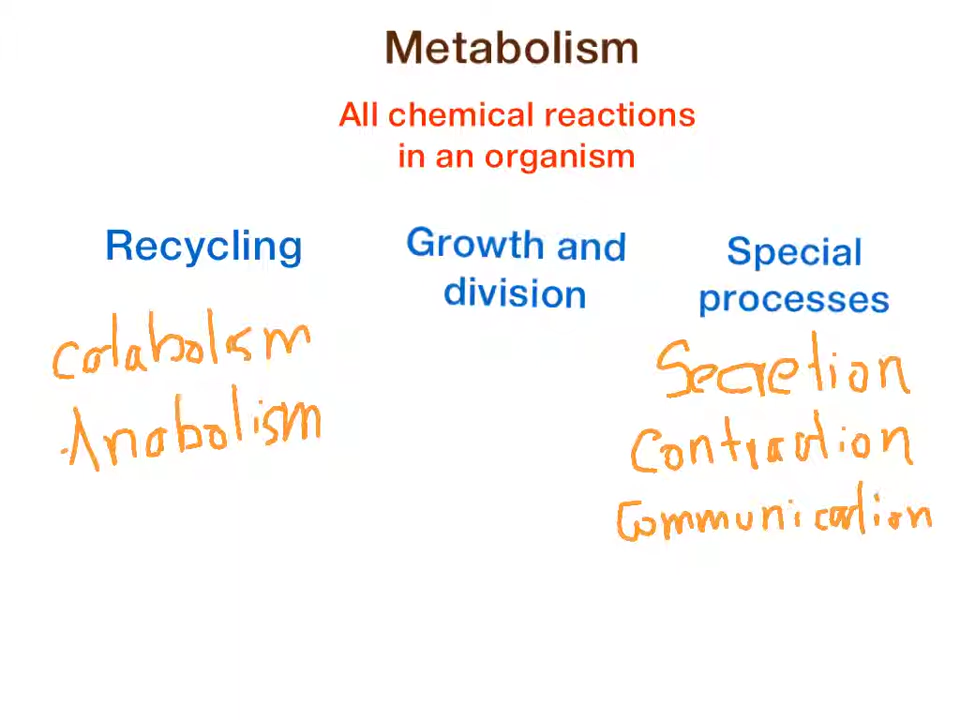 Metabolism
All chemical reactions
in an organism
Recycling
Growth and
division
Special
processes
Catabolism
Anabolism
Secretion
Contraction
Communication